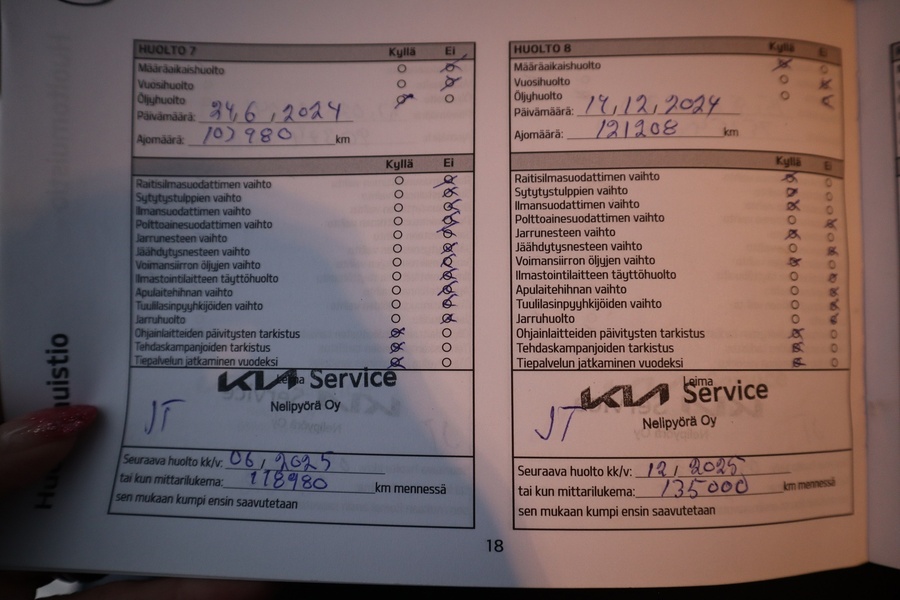 HUOLTO 7 Kyllä Ei
Määräaikaishuolto
Vuosihuolto
Öljyhuolto
Päivämäärä: 24,6,2024
Ajomäärä: 103980 km
Kyllä Ei
Raitisilmasuodattimen vaihto
Sytytystulppien vaihto
Ilmansuodattimen vaihto
Polttoainesuodattimen vaihto
Jarrunesteen vaihto
Jäähdytysnesteen vaihto
Voimansiirron öljyjen vaihto
Ilmastointilaitteen täyttöhuolto
Apulaitehihnan vaihto
Tuulilasinpyyhkijöiden vaihto
Jarruhuolto
Ohjainlaitteiden päivitysten tarkistus
Tehdaskampanjoiden tarkistus
Tiepalvelun jatkaminen vuodeksi
Leima
KIA Service
Nelipyörä Oy
JT
Seuraava huolto kk/v: 06, 2025
tai kun mittarilukema: 118980 km mennessä
sen mukaan kumpi ensin saavutetaan
HUOLTO 8 Kyllä Ei
Määräaikaishuolto
Vuosihuolto
Öljyhuolto
Päivämäärä: 17,12,2024
Ajomäärä: 121208 km
Kyllä Ei
Raitisilmasuodattimen vaihto
Sytytystulppien vaihto
Ilmansuodattimen vaihto
Polttoainesuodattimen vaihto
Jarrunesteen vaihto
Jäähdytysnesteen vaihto
Voimansiirron öljyjen vaihto
Ilmastointilaitteen täyttöhuolto
Apulaitehihnan vaihto
Tuulilasinpyyhkijöiden vaihto
Jarruhuolto
Ohjainlaitteiden päivitysten tarkistus
Tehdaskampanjoiden tarkistus
Tiepalvelun jatkaminen vuodeksi
Leima
KIA Service
Nelipyörä Oy
JT
Seuraava huolto kk/v: 12, 2025
tai kun mittarilukema: 135000 km mennessä
sen mukaan kumpi ensin saavutetaan
18